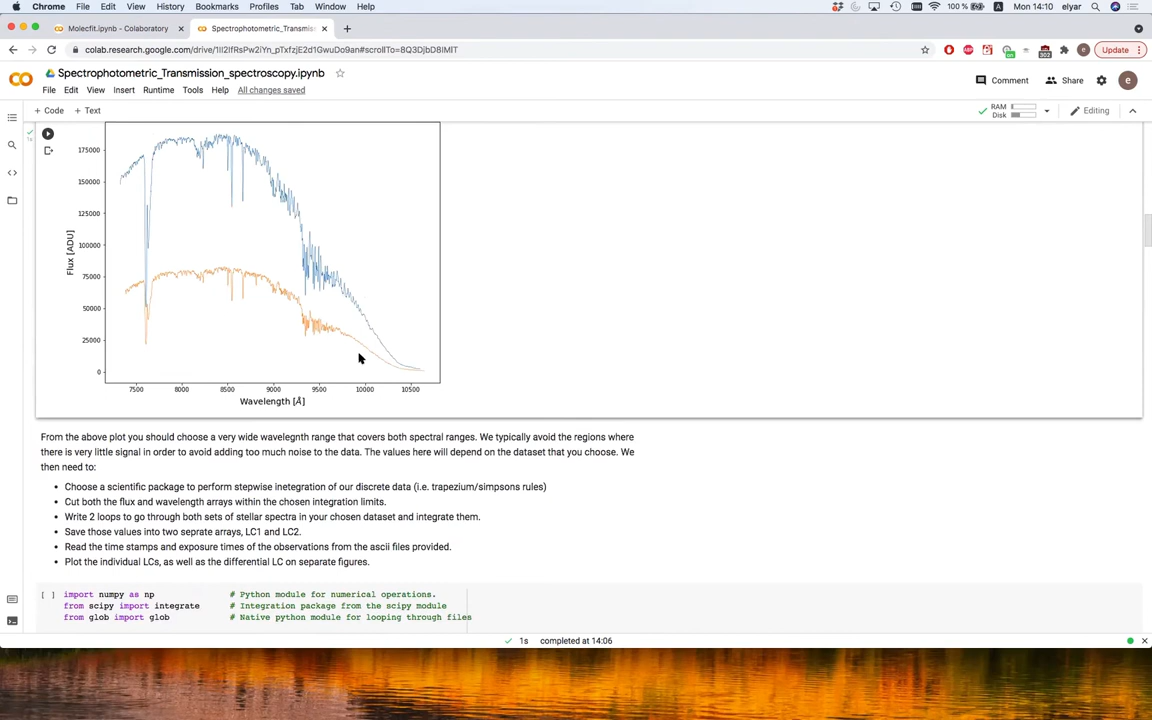 Chrome File Edit View History Bookmarks Profiles Tab Window Help 100 % A Mon 14:10 elyar
Molecfit.ipynb - Colaboratory Spectrophotometric_Transmiss
colab.research.google.com/drive/ Update
Spectrophotometric_Transmission_spectroscopy.ipynb
Comment Share e
File Edit View Insert Runtime Tools Help All changes saved
+ Code + Text RAM Disk Editing
1s
175000
150000
125000
100000
75000
50000
25000
0
Flux [ADU]
7500 8000 8500 9000 9500 10000 10500
Wavelength [Å]
From the above plot you should choose a very wide wavelegnth range that covers both spectral ranges. We typically avoid the regions where
there is very little signal in order to avoid adding too much noise to the data. The values here will depend on the dataset that you choose. We
then need to:
• Choose a scientific package to perform stepwise inetegration of our discrete data (i.e. trapezium/simpsons rules)
• Cut both the flux and wavelength arrays within the chosen integration limits.
• Write 2 loops to go through both sets of stellar spectra in your chosen dataset and integrate them.
• Save those values into two seprate arrays, LC1 and LC2.
• Read the time stamps and exposure times of the observations from the ascii files provided.
• Plot the individual LCs, as well as the differential LC on separate figures.
[ ] import numpy as np # Python module for numerical operations.
from scipy import integrate # Integration package from the scipy module
from glob import glob # Native python module for looping through files
1s completed at 14:06